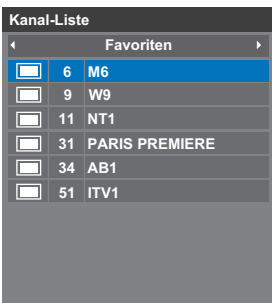 Kanal-Liste
Favoriten
6 M6
9 W9
11 NT1
31 PARIS PREMIERE
34 AB1
51 ITV1